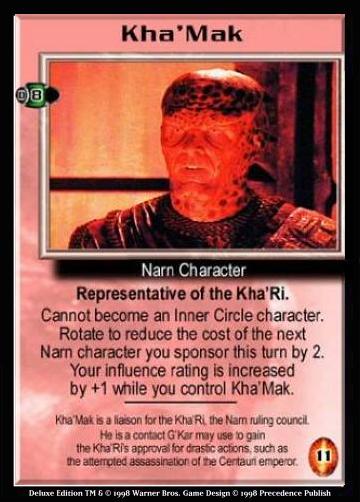 Kha'Mak
D 8
Narn Character
Representative of the Kha'Ri.
Cannot become an Inner Circle character.
Rotate to reduce the cost of the next
Narn character you sponsor this turn by 2.
Your influence rating is increased
by +1 while you control Kha'Mak.
Kha'Mak is a liaison for the Kha'Ri, the Narn ruling council.
He is a contact G'Kar may use to gain
the Kha'Ri's approval for drastic actions, such as
the attempted assassination of the Centauri emperor.
11
Deluxe Edition TM & © 1998 Warner Bros. Game Design © 1998 Precedence Publish